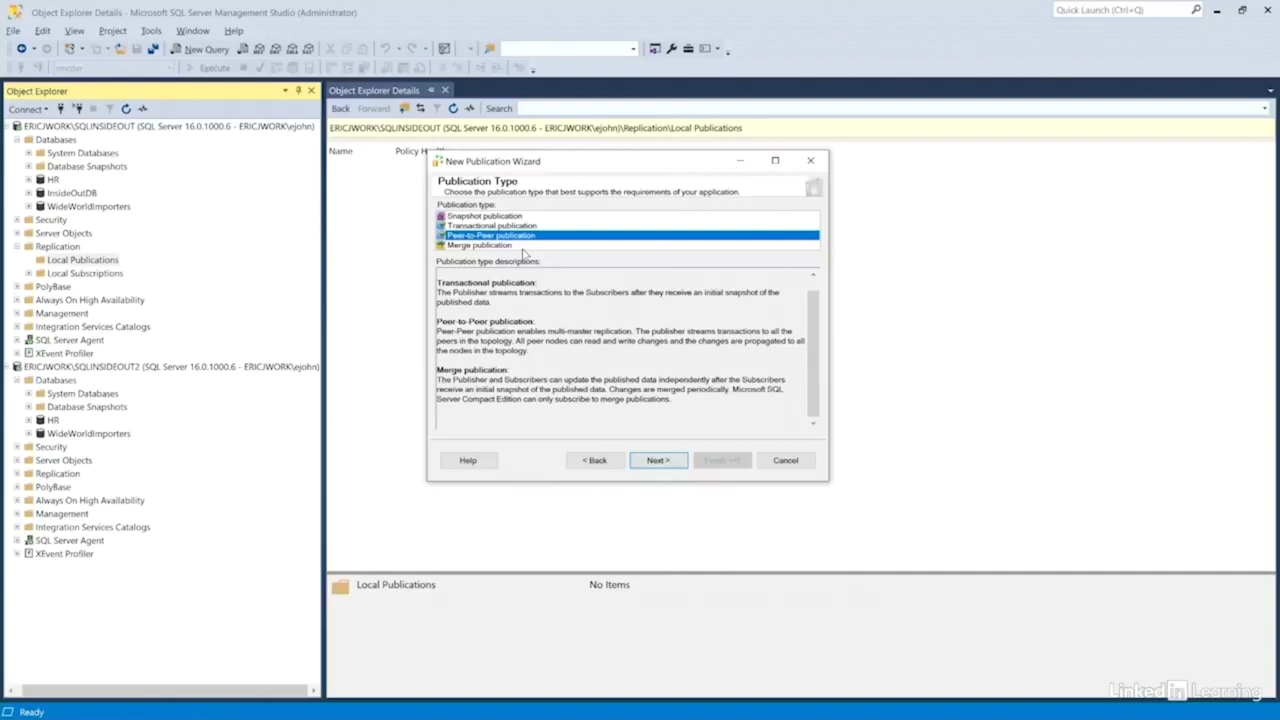 Object Explorer Details - Microsoft SQL Server Management Studio (Administrator)
Quick Launch (Ctrl+Q)
File Edit View Project Tools Window Help
New Query
master
Execute
Object Explorer
Object Explorer Details
Connect
Back Forward
Search
ERICJWORK\SQLINSIDEOUT (SQL Server 16.0.1000.6 - ERICJWORK\ejohn)
ERICJWORK\SQLINSIDEOUT (SQL Server 16.0.1000.6 - ERICJWORK\ejohn)\Replication\Local Publications
Databases
System Databases
Database Snapshots
HR
InsideOutDB
WideWorldImporters
Security
Server Objects
Replication
Local Publications
Local Subscriptions
PolyBase
Always On High Availability
Management
Integration Services Catalogs
SQL Server Agent
XEvent Profiler
ERICJWORK\SQLINSIDEOUT2 (SQL Server 16.0.1000.6 - ERICJWORK\ejohn)
Databases
System Databases
Database Snapshots
HR
WideWorldImporters
Security
Server Objects
Replication
PolyBase
Always On High Availability
Management
Integration Services Catalogs
SQL Server Agent
XEvent Profiler
Name Policy
New Publication Wizard
Publication Type
Choose the publication type that best supports the requirements of your application.
Publication type:
Snapshot publication
Transactional publication
Peer-to-Peer publication
Merge publication
Publication type descriptions:
Transactional publication:
The Publisher streams transactions to the Subscribers after they receive an initial snapshot of the
published data.
Peer-to-Peer publication:
Peer-Peer publication enables multi-master replication. The publisher streams transactions to all the
peers in the topology. All peer nodes can read and write changes and the changes are propagated to all
the nodes in the topology.
Merge publication:
The Publisher and Subscribers can update the published data independently after the Subscribers
receive an initial snapshot of the published data. Changes are merged periodically. Microsoft SQL
Server Compact Edition can only subscribe to merge publications.
Help < Back Next > Finish >>| Cancel
Local Publications No Items
LinkedIn Learning
Ready